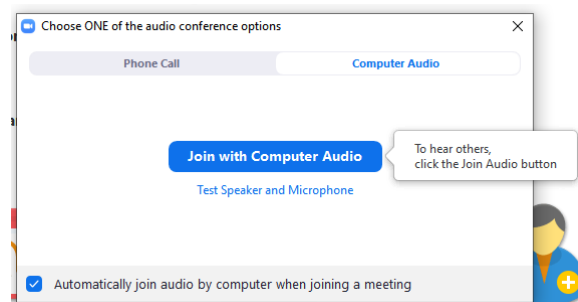 Choose ONE of the audio conference options
Phone Call
Computer Audio
Join with Computer Audio
To hear others,
click the Join Audio button
Test Speaker and Microphone
Automatically join audio by computer when joining a meeting